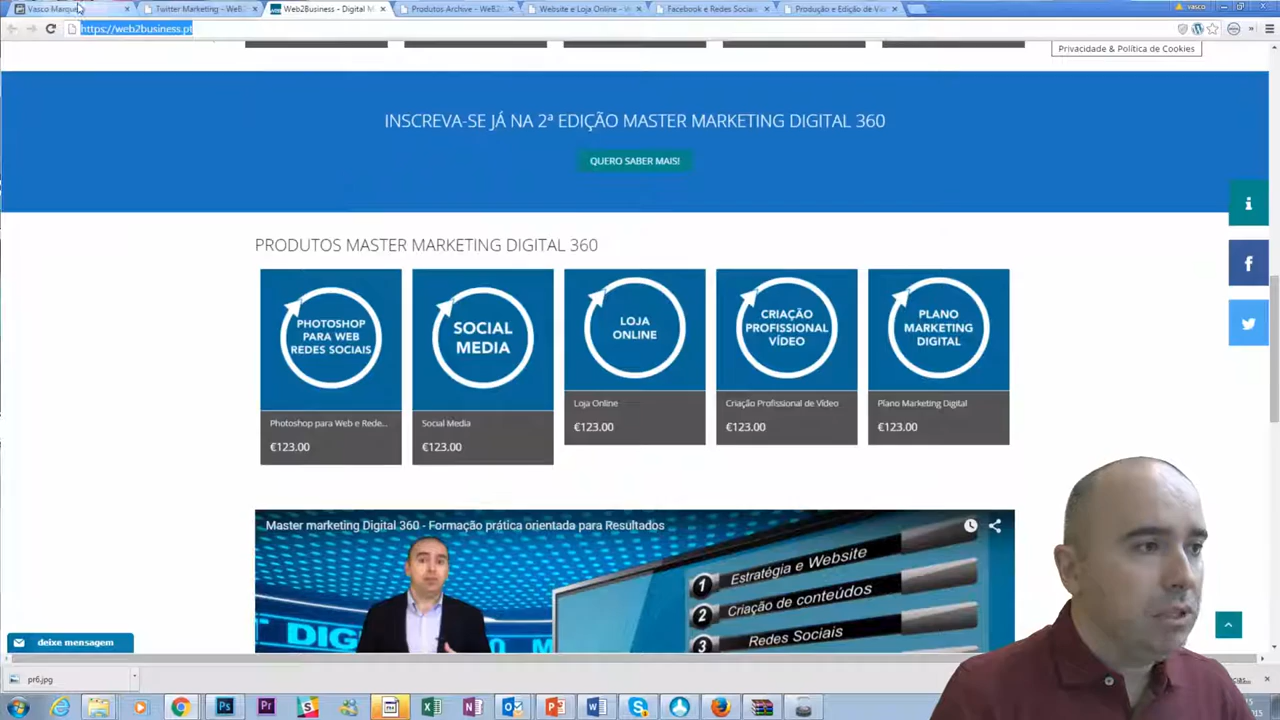 Vasco Marqu
Twitter Marketing - WeB
Web2Business - Digital M
Produtos Archive - WeB2
Website e Loja Online - W
Facebook e Redes Sociais
Produção e Edição de V
vasco
https://web2business.pt
Privacidade & Política de Cookies
INSCREVA-SE JÁ NA 2ª EDIÇÃO MASTER MARKETING DIGITAL 360
QUERO SABER MAIS!
PRODUTOS MASTER MARKETING DIGITAL 360
PHOTOSHOP
PARA WEB
REDES SOCIAIS
SOCIAL
MEDIA
LOJA
ONLINE
CRIAÇÃO
PROFISSIONAL
VÍDEO
PLANO
MARKETING
DIGITAL
Photoshop para Web e Rede...
€123.00
Social Media
€123.00
Loja Online
€123.00
Criação Profissional de Vídeo
€123.00
Plano Marketing Digital
€123.00
Master marketing Digital 360 - Formação prática orientada para Resultados
1 Estratégia e Website
2 Criação de conteúdos
3 Redes Sociais
DIG
deixe mensagem
pr6.jpg